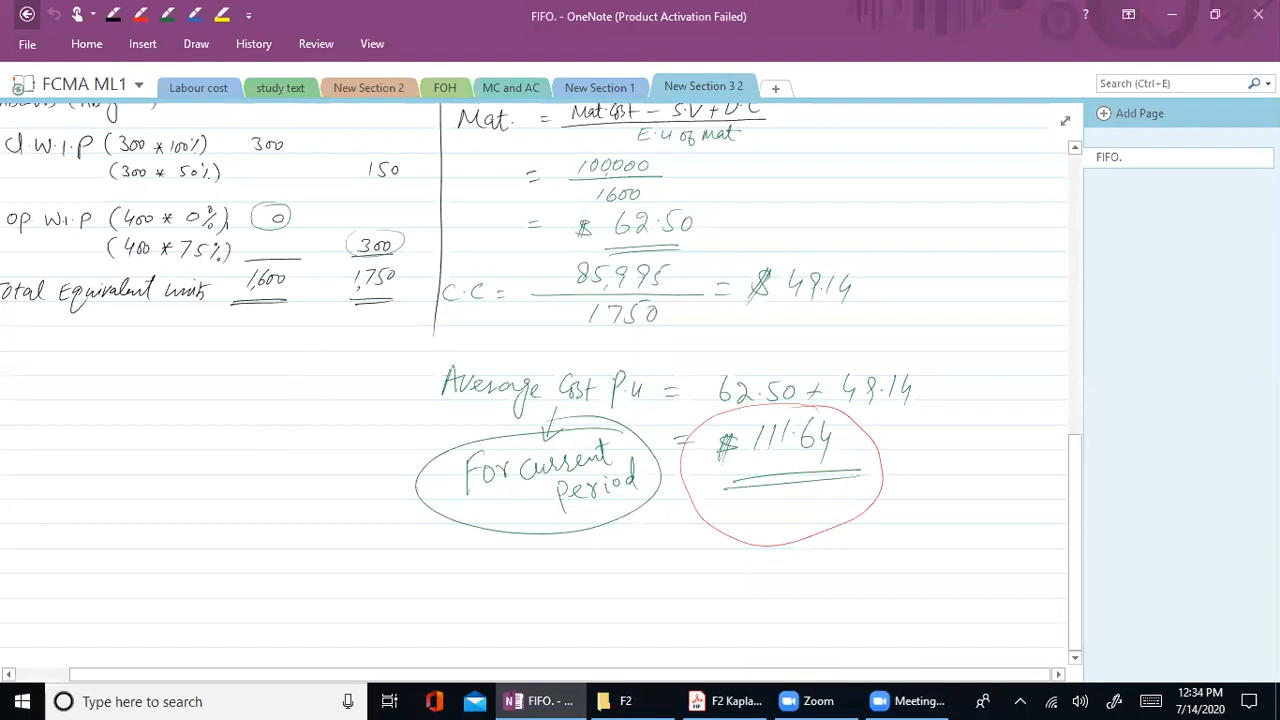 FIFO. - OneNote (Product Activation Failed)
File Home Insert Draw History Review View
FCMA ML1
Labour cost study text New Section 2 FOH MC and AC New Section 1 New Section 3 2
Search (Ctrl+E)
Add Page
FIFO.
Cl.W.I.P (300 * 100%) 300
(300 * 50%) 150
OP W.I.P (400 * 0%) 0
(400 * 75%) 300
Total Equivalent units 1,600 1,750
Mat. = Mat.Cost - S.V + D.C
E.U of Mat
= 100,000
1600
= $ 62.50
C.C = 85,995 = $ 49.14
1750
Average Cost P.U = 62.50 + 49.14
= $ 111.64
For current
period
Type here to search
FIFO. - ...
F2
F2 Kapla...
Zoom
Meeting...
12:34 PM
7/14/2020